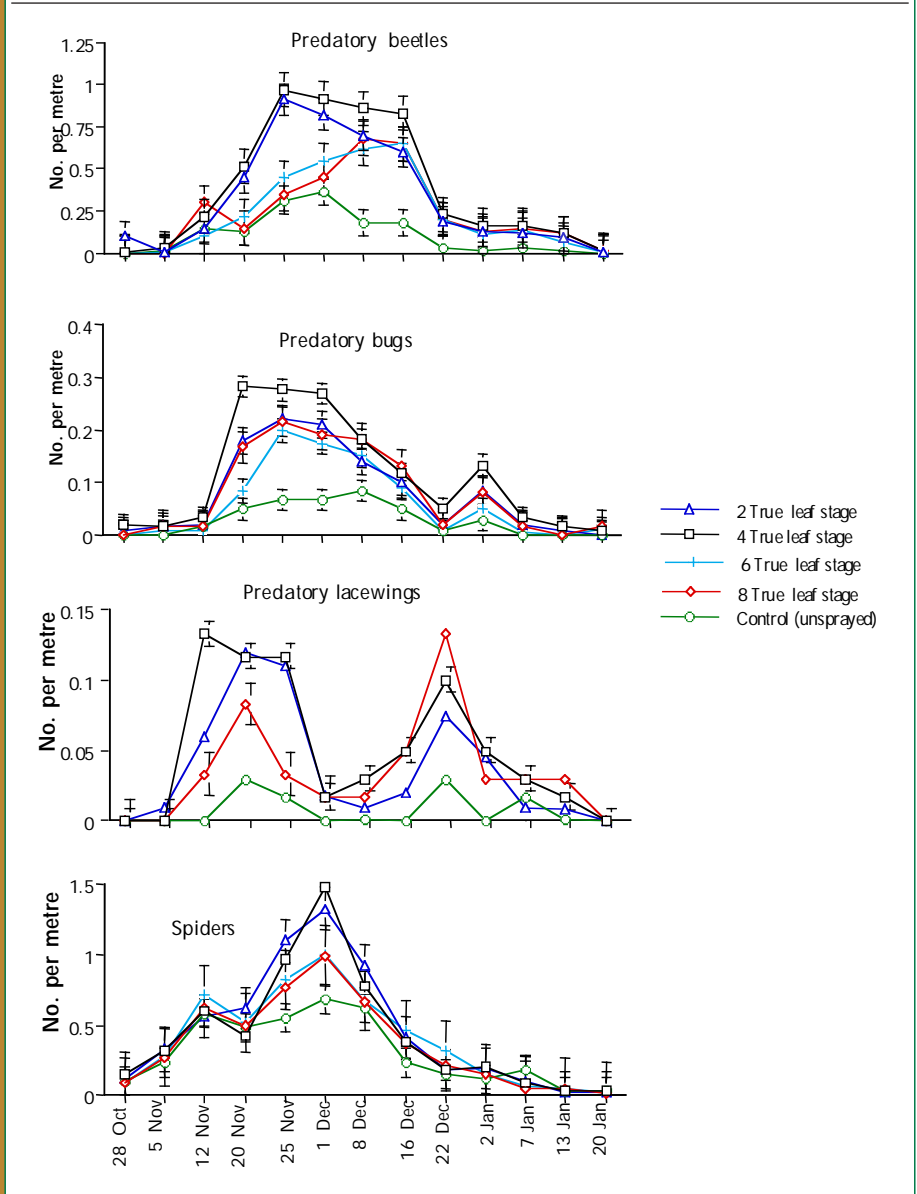 Predatory beetles
No. per metre
1.25
1
0.75
0.5
0.25
0
Predatory bugs
No. per metre
0.4
0.3
0.2
0.1
0
2 True leaf stage
4 True leaf stage
6 True leaf stage
8 True leaf stage
Control (unsprayed)
Predatory lacewings
No. per metre
0.15
0.1
0.05
0
Spiders
No. per metre
1.5
1
0.5
0
28 Oct
5 Nov
12 Nov
20 Nov
25 Nov
1 Dec
8 Dec
16 Dec
22 Dec
2 Jan
7 Jan
13 Jan
20 Jan